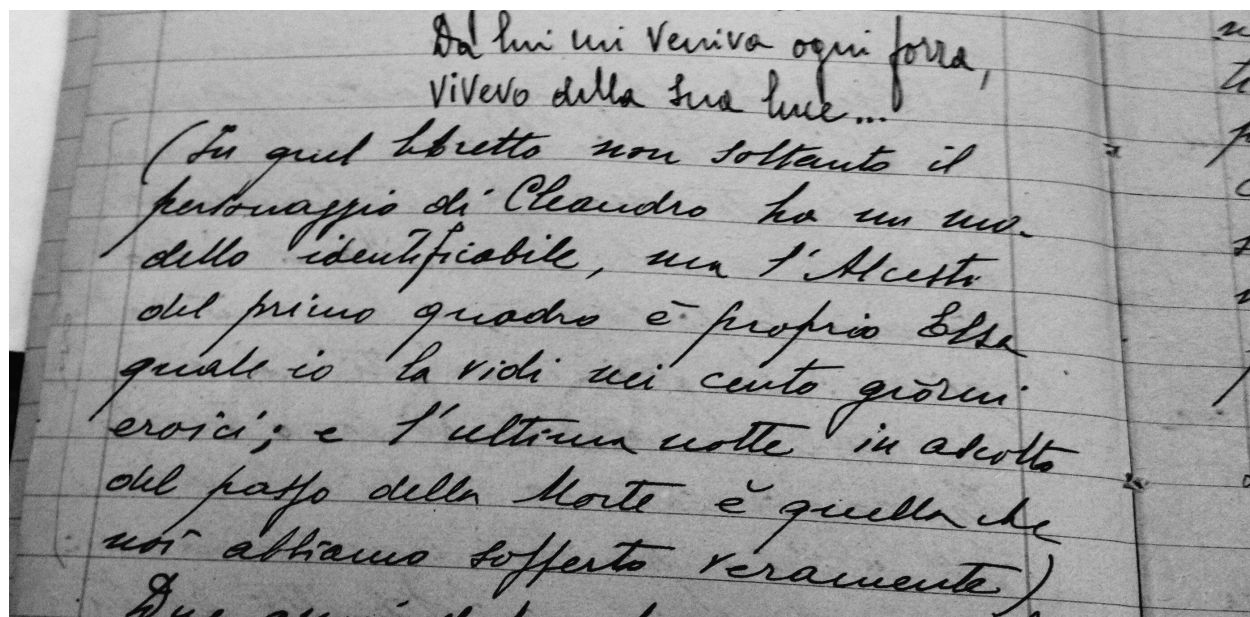 Da lui mi veniva ogni forza,
vivevo della sua luce...
(In quel libretto non soltanto il
personaggio di Cleandro ha un mo-
dello identificabile, ma l'Alcesti
del primo quadro è proprio Elsa
quale io la vidi nei cento giorni
eroici; e l'ultima notte in ascolto
del passo della Morte è quella che
noi abbiamo sofferto veramente)